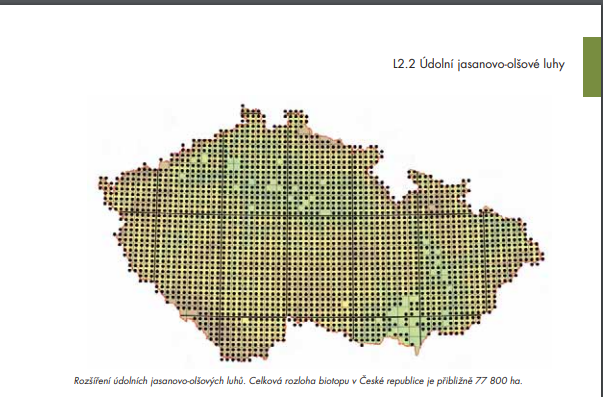 L2.2 Údolní jasanovo-olšové luhy
Rozšíření údolních jasanovo-olšových luhů. Celková rozloha biotopu v České republice je přibližně 77 800 ha.